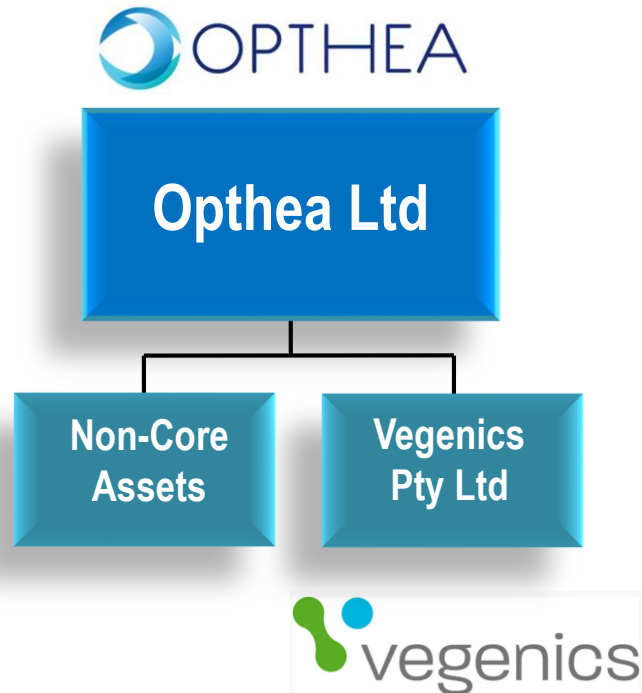 OPTHEA
Opthea Ltd
Non-Core
Assets
Vegenics
Pty Ltd
vegenics